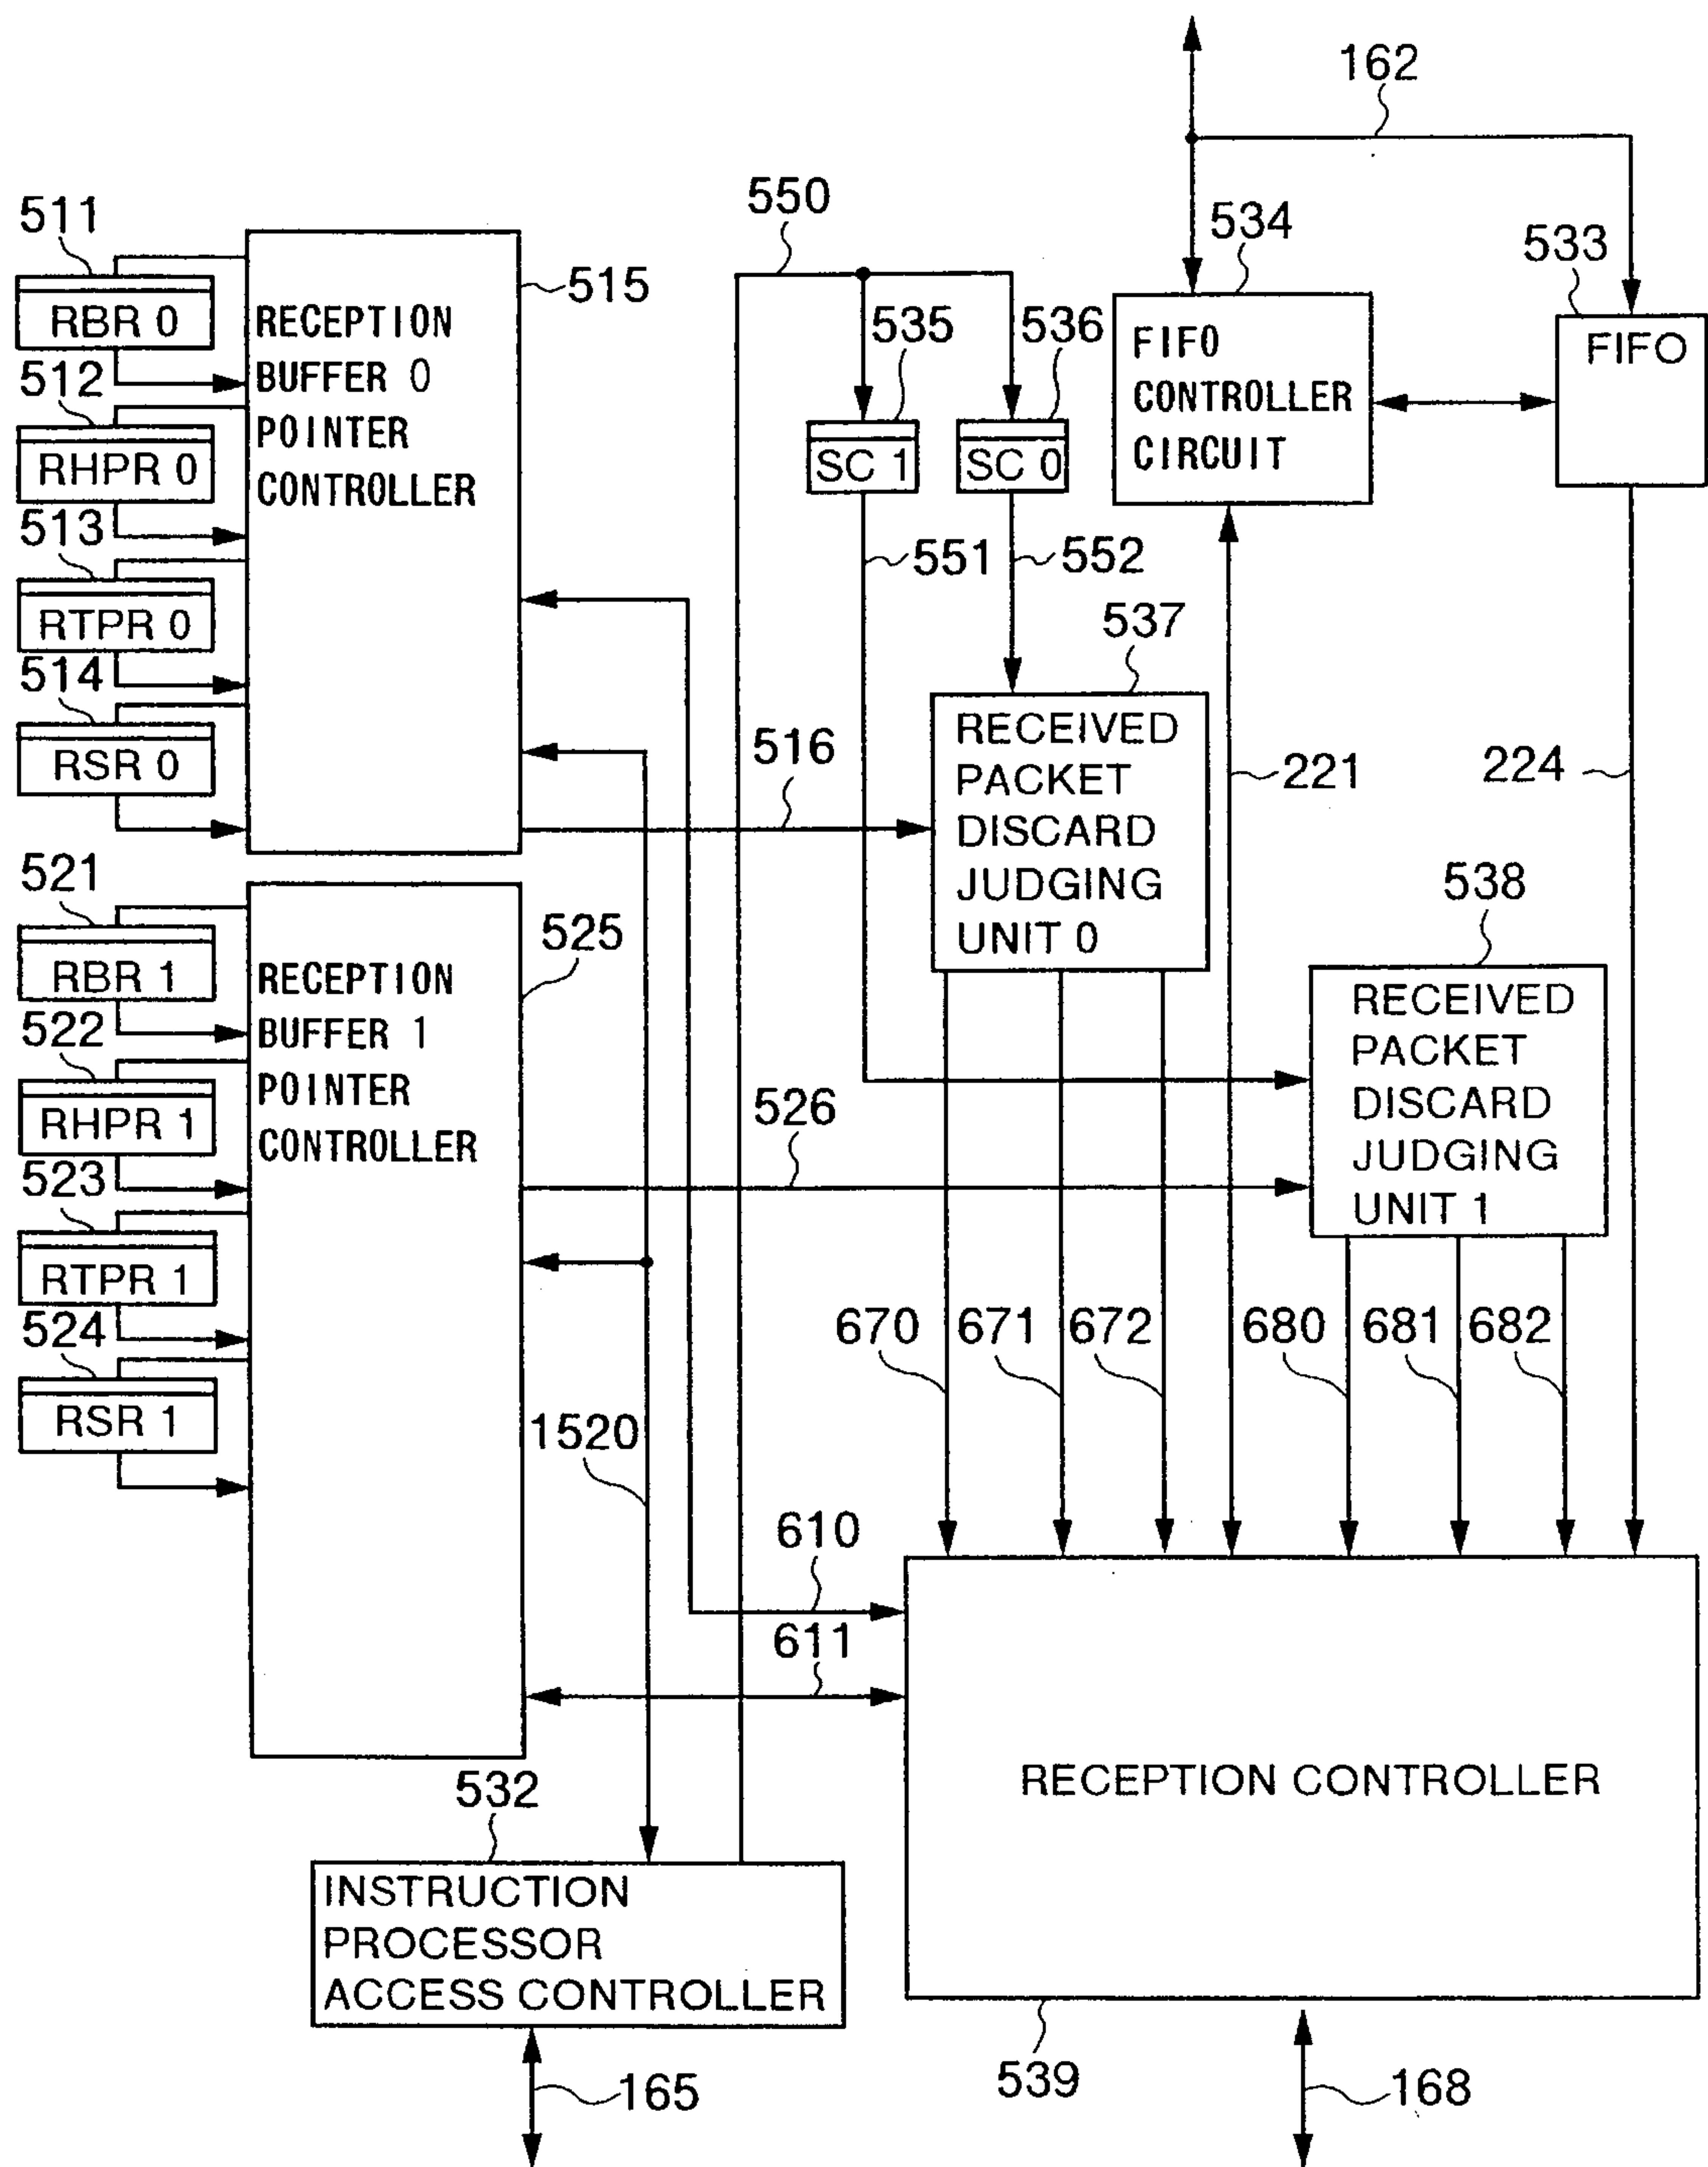 162
550
511
534
533
515
RBR 0
RECEPTION
BUFFER 0
POINTER
CONTROLLER
535
536
FIFO
CONTROLLER
CIRCUIT
FIFO
512
RHPR 0
SC 1
SC 0
513
551
552
RTPR 0
537
514
RSR 0
516
RECEIVED
PACKET
DISCARD
JUDGING
UNIT 0
221
224
521
525
538
RBR 1
RECEPTION
BUFFER 1
POINTER
CONTROLLER
RECEIVED
PACKET
DISCARD
JUDGING
UNIT 1
522
RHPR 1
526
523
RTPR 1
524
670
671
672
680
681
682
RSR 1
1520
610
611
532
RECEPTION CONTROLLER
INSTRUCTION
PROCESSOR
ACCESS CONTROLLER
165
539
168